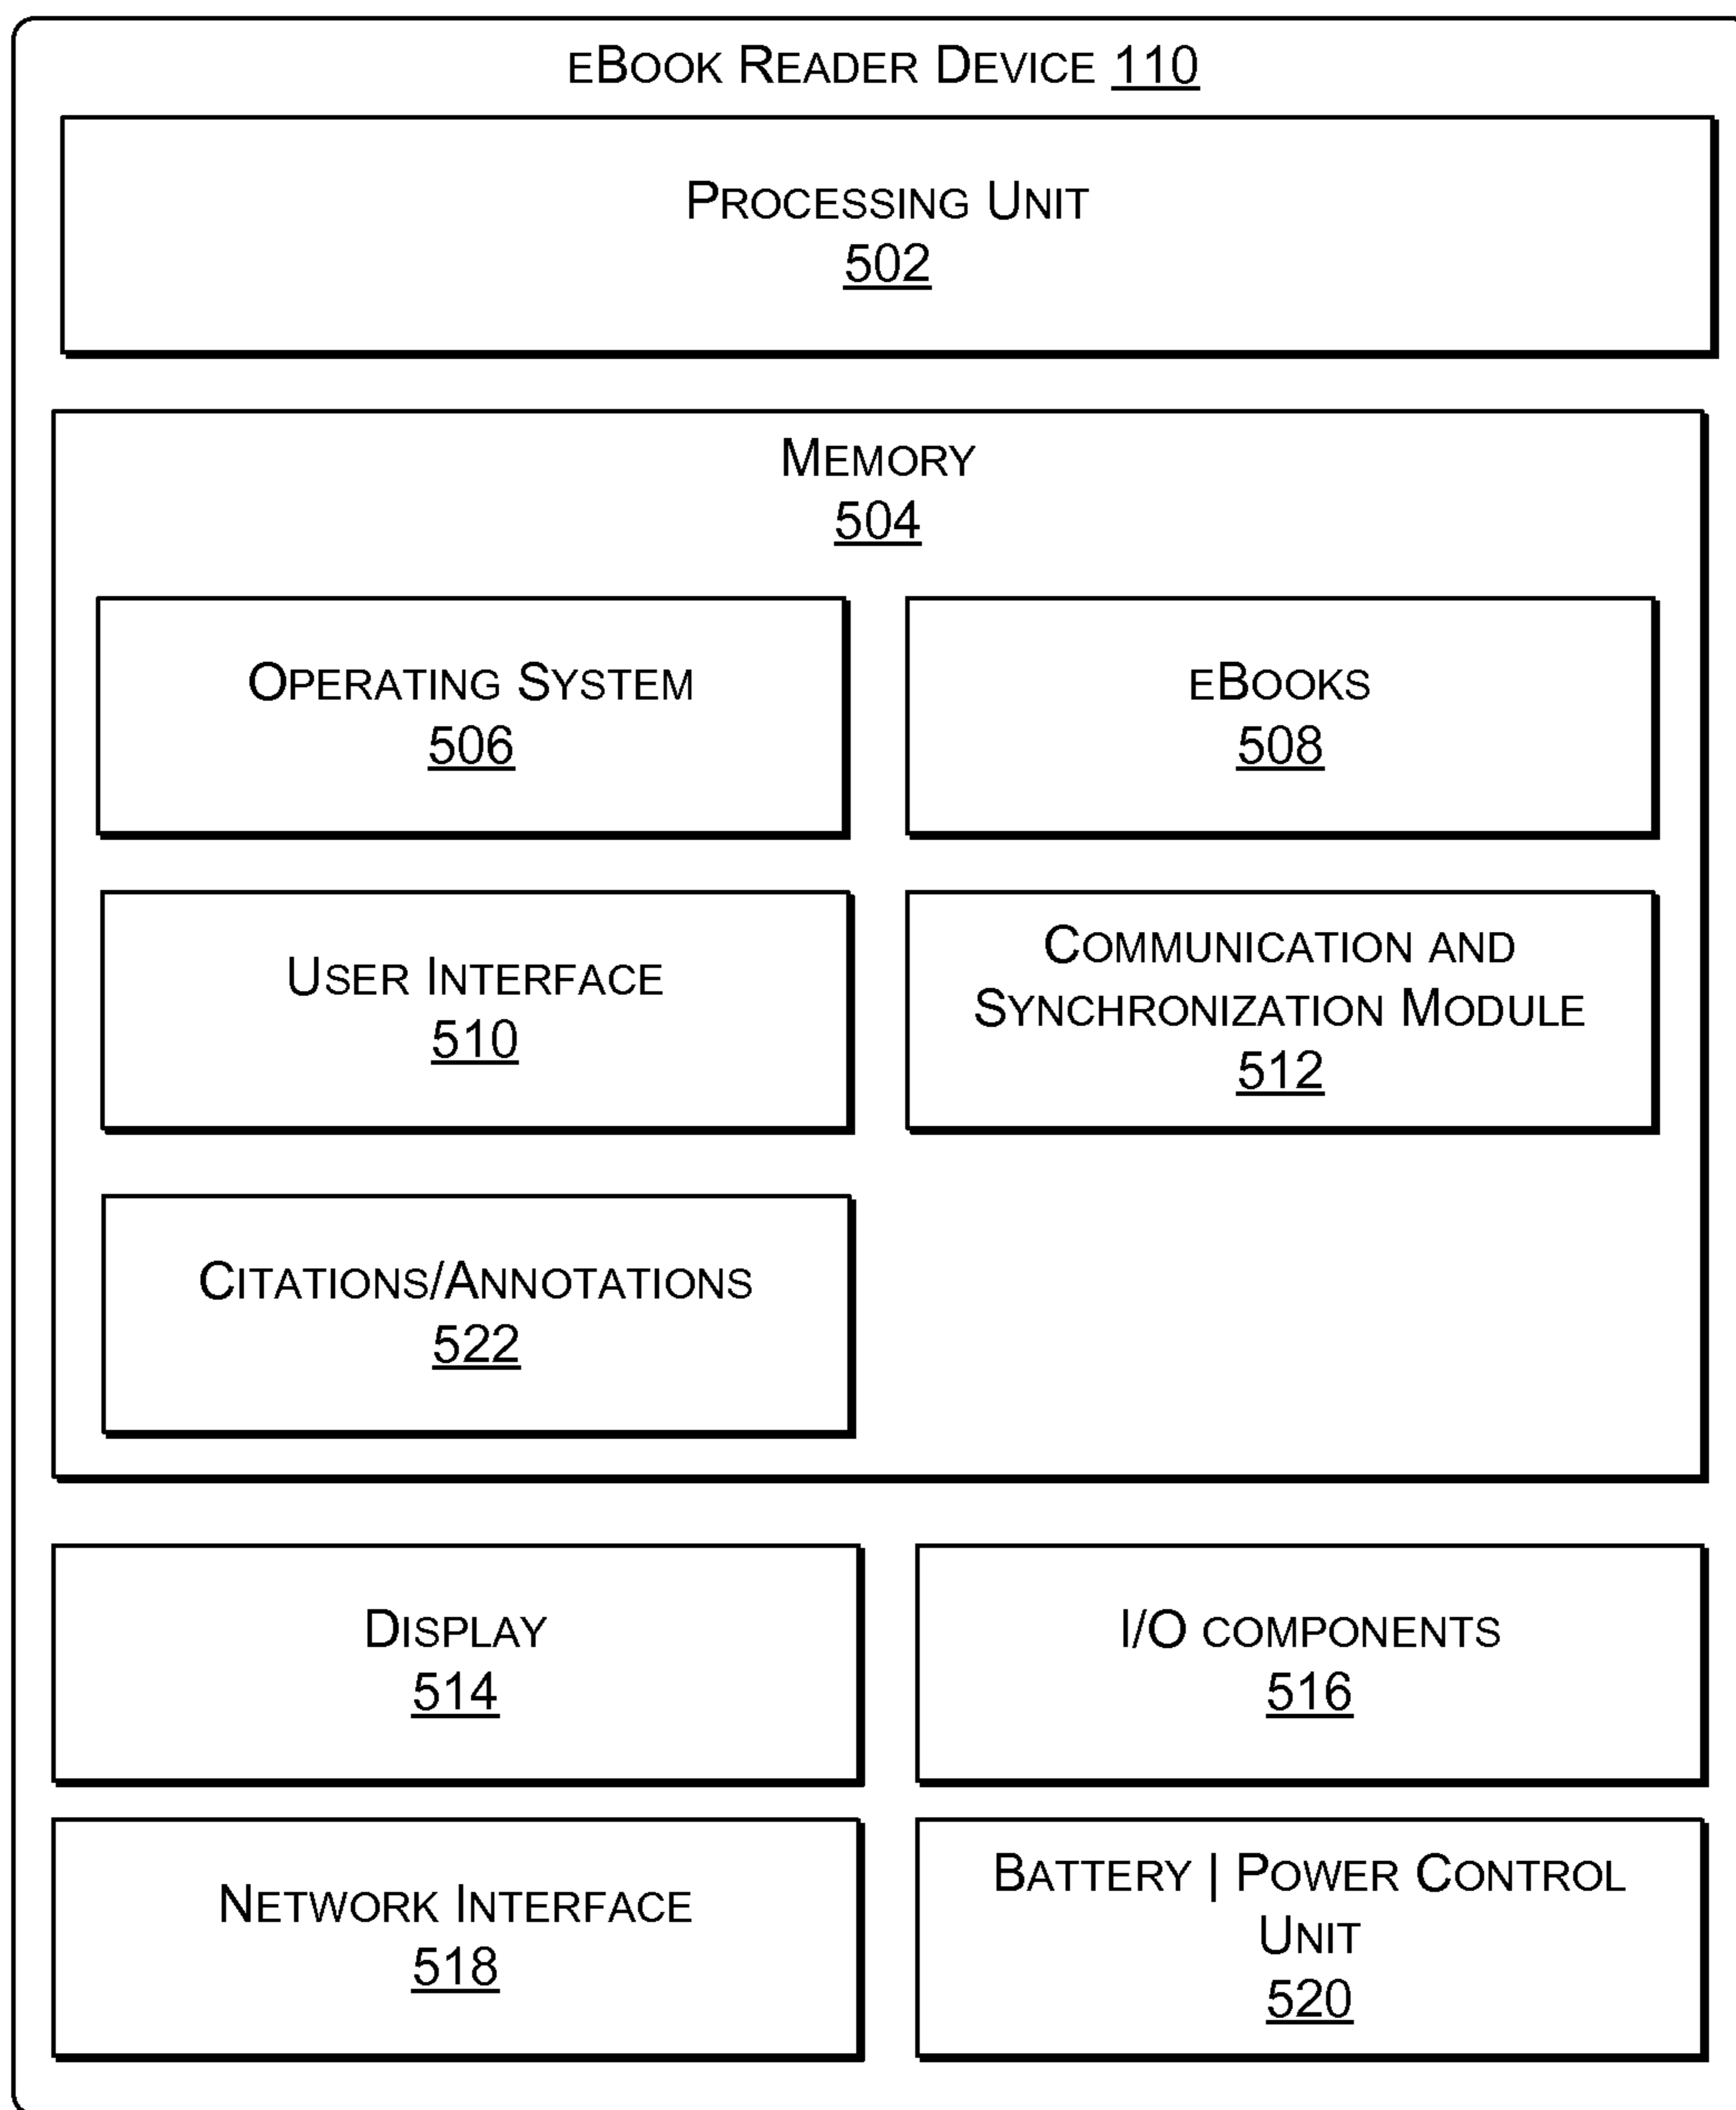 eBook Reader Device 110
Processing Unit
502
Memory
504
Operating System
506
eBooks
508
User Interface
510
Communication and
Synchronization Module
512
Citations/Annotations
522
Display
514
I/O components
516
Network Interface
518
Battery | Power Control
Unit
520